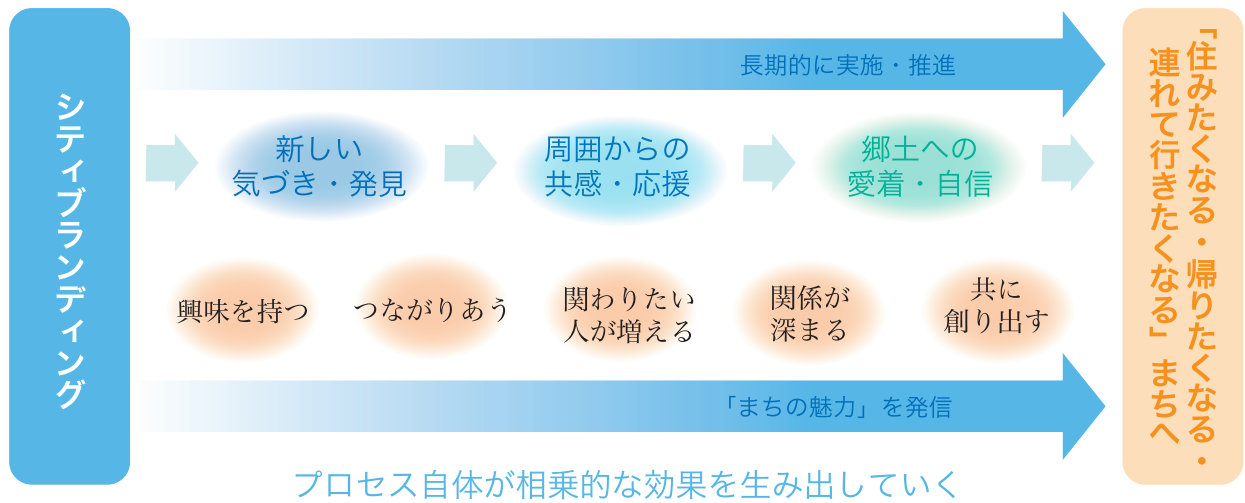 シティブランディング
長期的に実施・推進
新しい
気づき・発見
周囲からの
共感・応援
郷土への
愛着・自信
興味を持つ
つながりあう
関わりたい
人が増える
関係が
深まる
共に
創り出す
「まちの魅力」を発信
「住みたくなる・帰りたくなる・
連れて行きたくなる」まちへ
プロセス自体が相乗的な効果を生み出していく